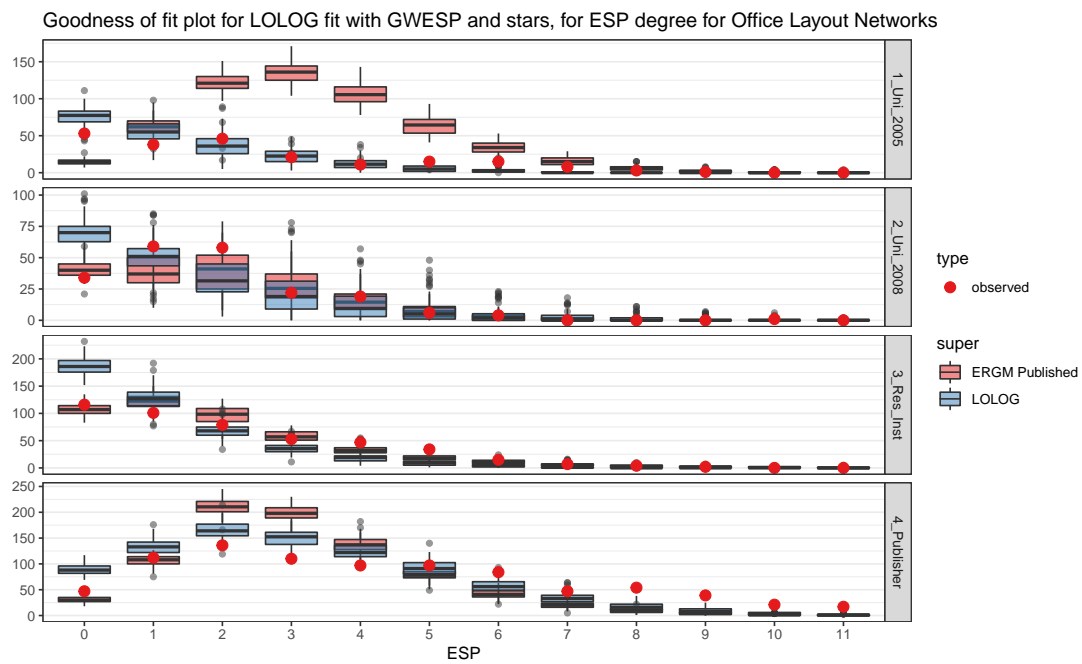 Goodness of fit plot for LOLOG fit with GWESP and stars, for ESP degree for Office Layout Networks
150
100
50
0
1_Uni_2005
100
75
50
25
0
2_Uni_2008
200
150
100
50
0
3_Res_Inst
250
200
150
100
50
0
4_Publisher
0 1 2 3 4 5 6 7 8 9 10 11
ESP
type
observed
super
ERGM Published
LOLOG